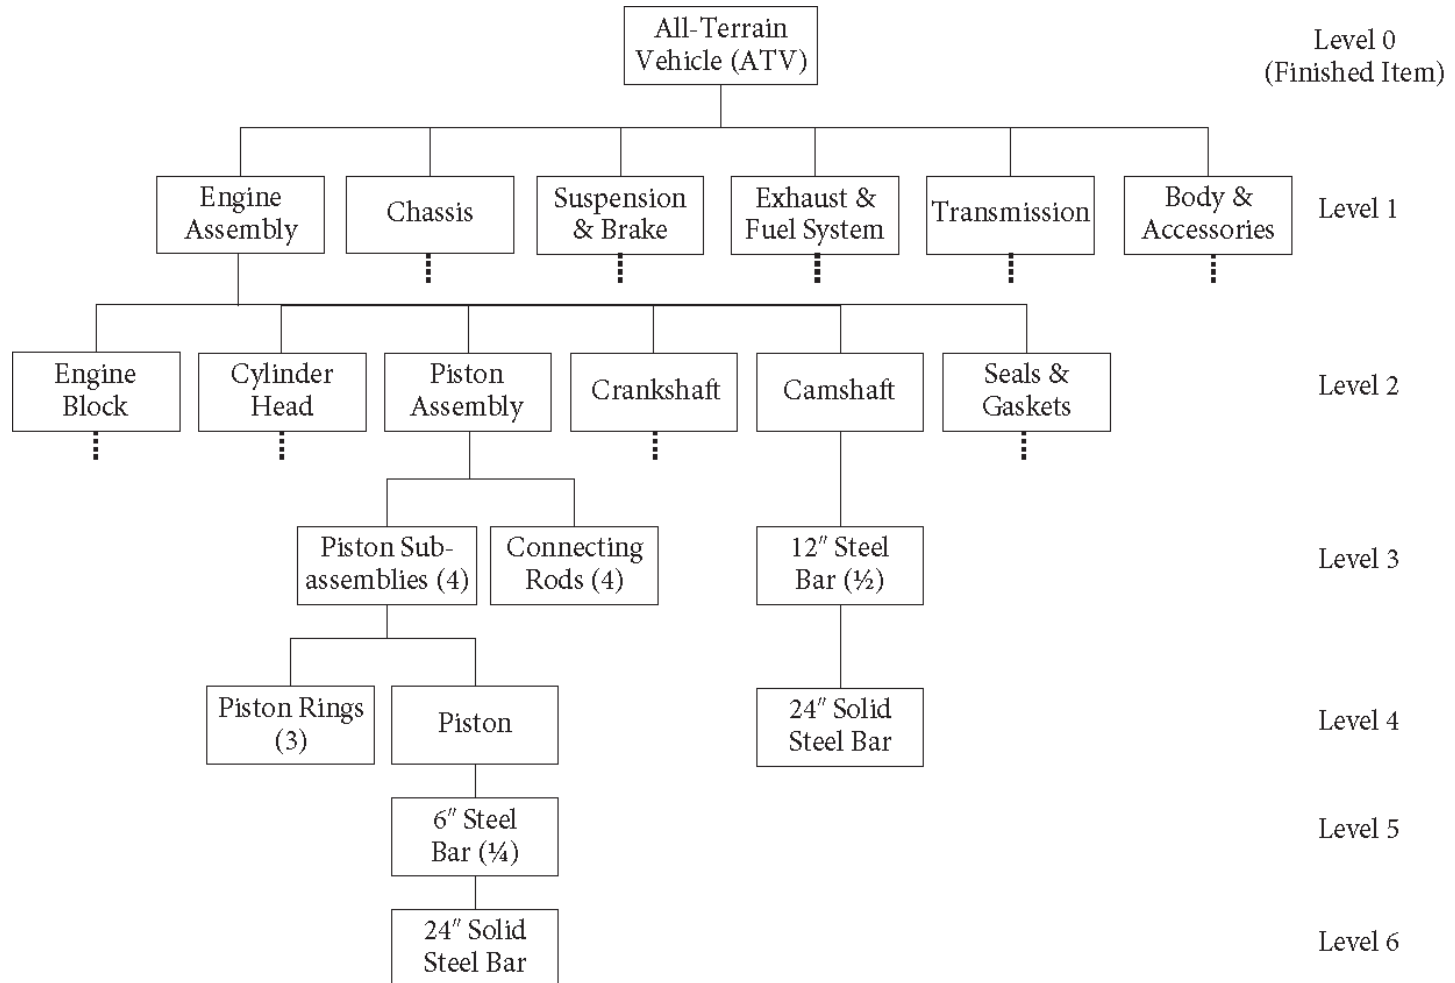 All-Terrain
Vehicle (ATV)
Level 0
(Finished Item)
Engine
Assembly
Chassis
Suspension
& Brake
Exhaust &
Fuel System
Transmission
Body &
Accessories
Level 1
Engine
Block
Cylinder
Head
Piston
Assembly
Crankshaft
Camshaft
Seals &
Gaskets
Level 2
Piston Sub-
assemblies (4)
Connecting
Rods (4)
12″ Steel
Bar (½)
Level 3
Piston Rings
(3)
Piston
24″ Solid
Steel Bar
Level 4
6″ Steel
Bar (¼)
Level 5
24″ Solid
Steel Bar
Level 6